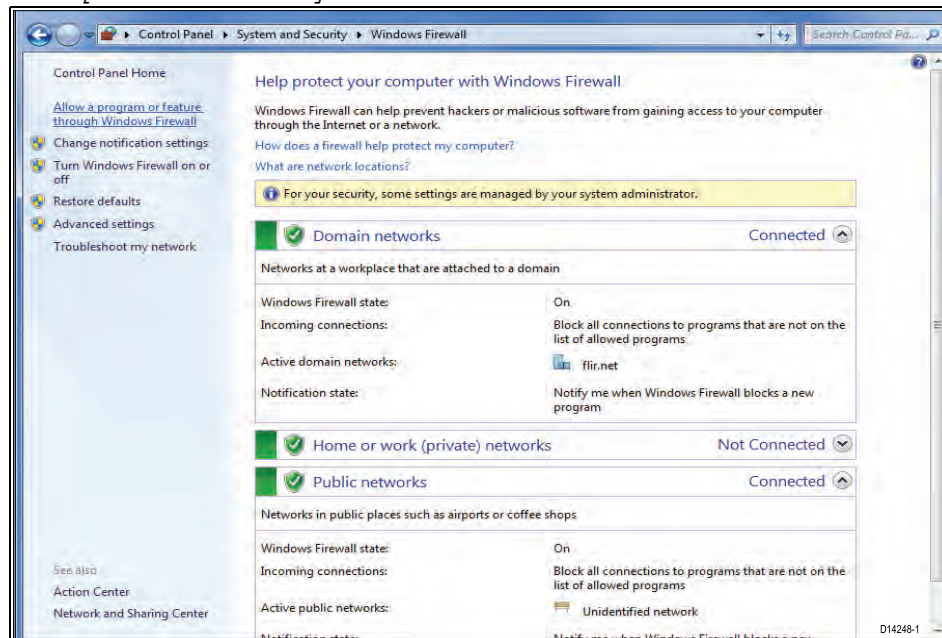 Control Panel ▸ System and Security ▸ Windows Firewall
Search Control Pa...
Control Panel Home
Allow a program or feature
through Windows Firewall
Change notification settings
Turn Windows Firewall on or
off
Restore defaults
Advanced settings
Troubleshoot my network
See also
Action Center
Network and Sharing Center
Help protect your computer with Windows Firewall
Windows Firewall can help prevent hackers or malicious software from gaining access to your computer
through the Internet or a network.
How does a firewall help protect my computer?
What are network locations?
For your security, some settings are managed by your system administrator.
Domain networks Connected
Networks at a workplace that are attached to a domain
Windows Firewall state: On
Incoming connections: Block all connections to programs that are not on the
list of allowed programs
Active domain networks: flir.net
Notification state: Notify me when Windows Firewall blocks a new
program
Home or work (private) networks Not Connected
Public networks Connected
Networks in public places such as airports or coffee shops
Windows Firewall state: On
Incoming connections: Block all connections to programs that are not on the
list of allowed programs
Active public networks: Unidentified network
Notification state: Notify me when Windows Firewall blocks a new
D14248-1